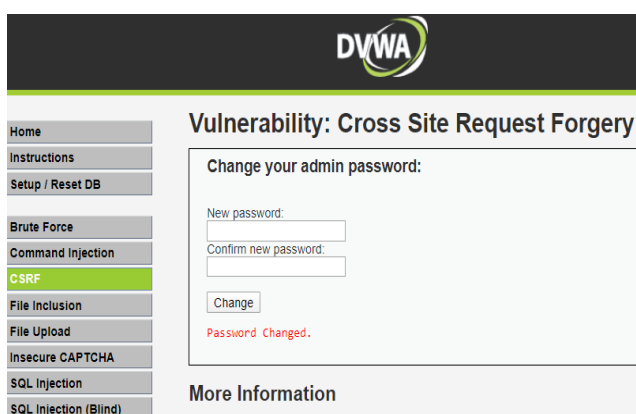 DVWA
Vulnerability: Cross Site Request Forgery
Home
Instructions
Setup / Reset DB
Brute Force
Command Injection
CSRF
File Inclusion
File Upload
Insecure CAPTCHA
SQL Injection
SQL Injection (Blind)
Change your admin password:
New password:
Confirm new password:
Change
Password Changed.
More Information